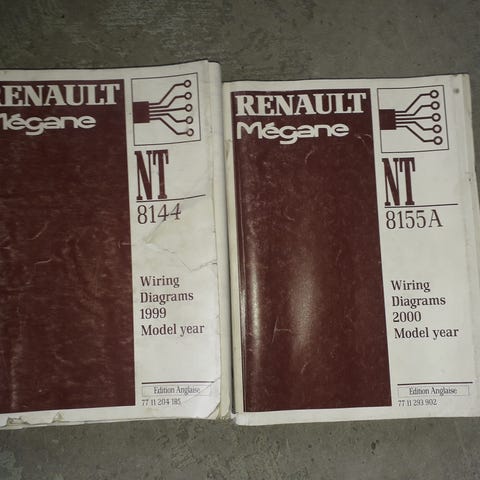 RENAULT
Mégane
NT
8144
Wiring
Diagrams
1999
Model year
Edition Anglaise
77 11 204 185
RENAULT
Mégane
NT
8155A
Wiring
Diagrams
2000
Model year
Edition Anglaise
77 11 293 902